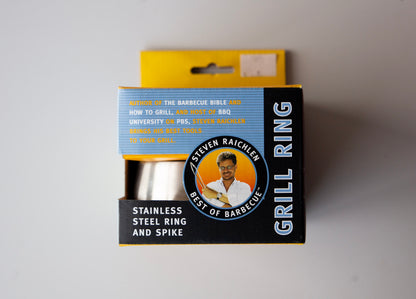 AUTHOR OF THE BARBECUE BIBLE AND
HOW TO GRILL, AND HOST OF BBQ
UNIVERSITY ON PBS, STEVEN RAICHLEN
BRINGS HIS BEST TOOLS
TO YOUR GRILL.
STEVEN RAICHLEN
BEST OF BARBECUE™
STAINLESS
STEEL RING
AND SPIKE
GRILL RING